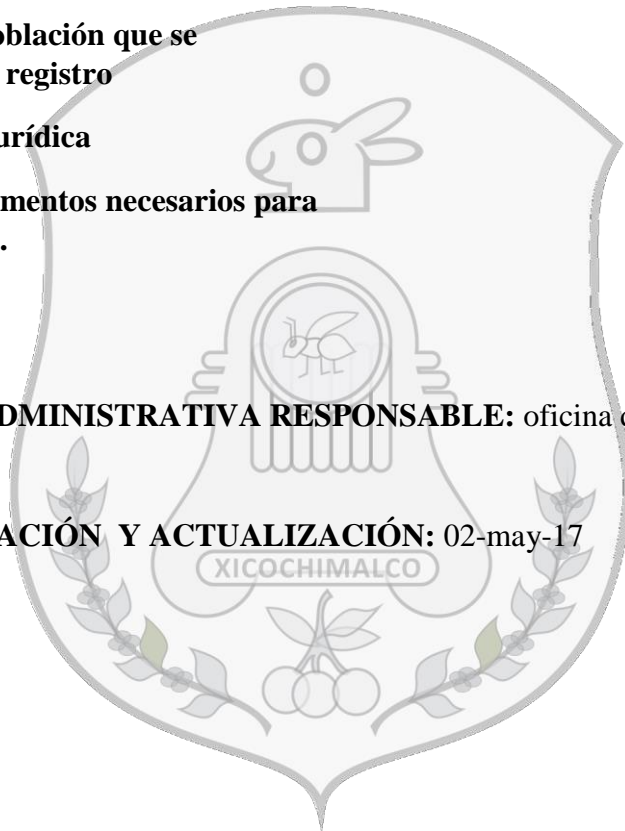 oblación que se
registro
urídica
mentos necesarios para
.
DMINISTRATIVA RESPONSABLE: oficina
ACIÓN Y ACTUALIZACIÓN: 02-may-17
XICOCHIMALCO